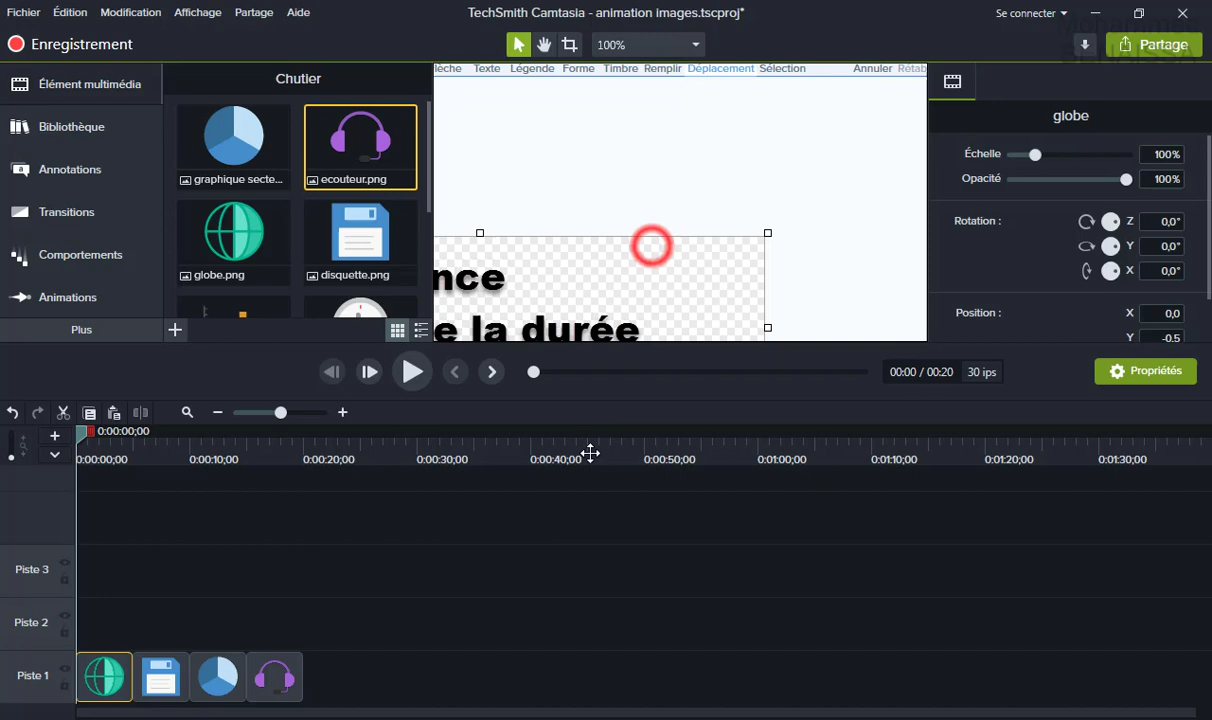 Fichier Édition Modification Affichage Partage Aide
TechSmith Camtasia - animation images.tscproj*
Se connecter
Enregistrement
100%
Partage
Élément multimédia
Bibliothèque
Annotations
Transitions
Comportements
Animations
Plus
Chutier
graphique secte...
ecouteur.png
globe.png
disquette.png
lèche Texte Légende Forme Timbre Remplir Déplacement Sélection Annuler Rétab
nce
e la durée
globe
Échelle 100%
Opacité 100%
Rotation : Z 0,0°
Y 0,0°
X 0,0°
Position : X 0,0
Y -0,5
00:00 / 00:20 30 ips
Propriétés
0:00:00;00
0:00:00;00 0:00:10;00 0:00:20;00 0:00:30;00 0:00:40;00 0:00:50;00 0:01:00;00 0:01:10;00 0:01:20;00 0:01:30;00
Piste 3
Piste 2
Piste 1